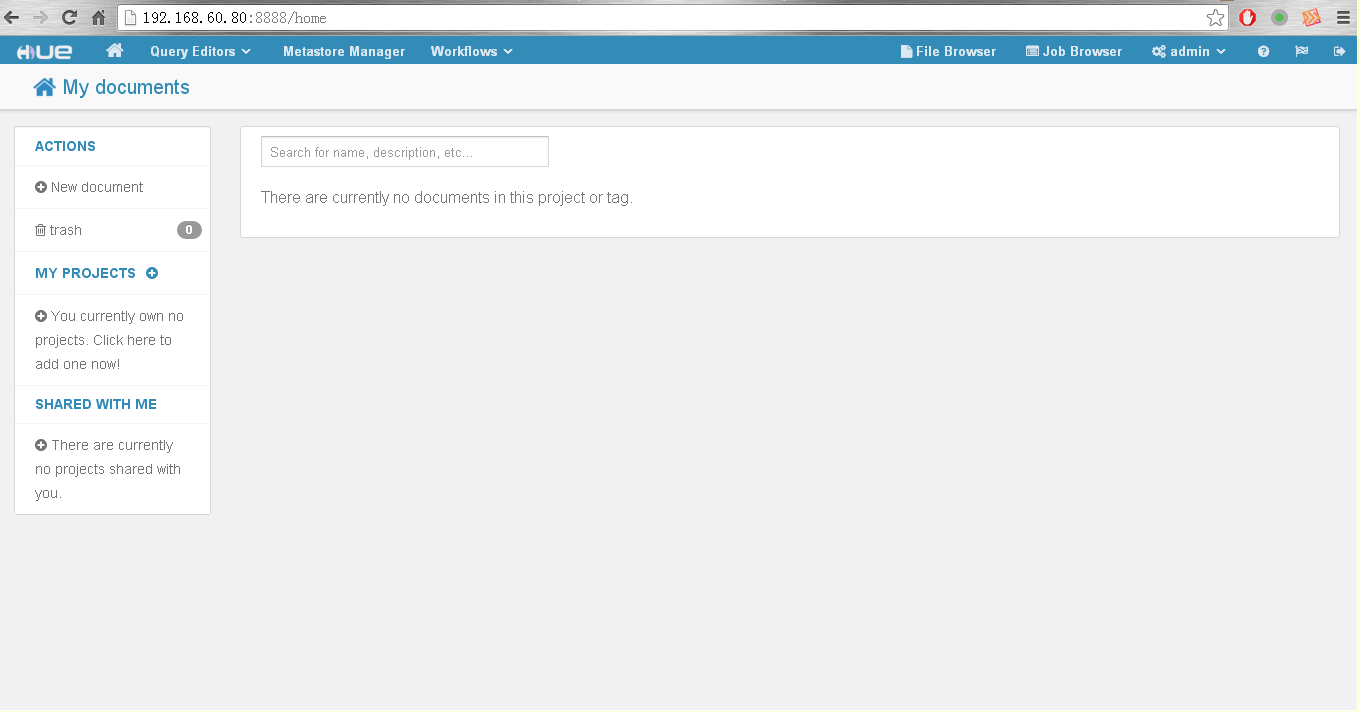 192.168.60.80:8888/home
HUE Query Editors Metastore Manager Workflows File Browser Job Browser admin
My documents
ACTIONS
New document
trash 0
MY PROJECTS
You currently own no
projects. Click here to
add one now!
SHARED WITH ME
There are currently
no projects shared with
you.
Search for name, description, etc...
There are currently no documents in this project or tag.